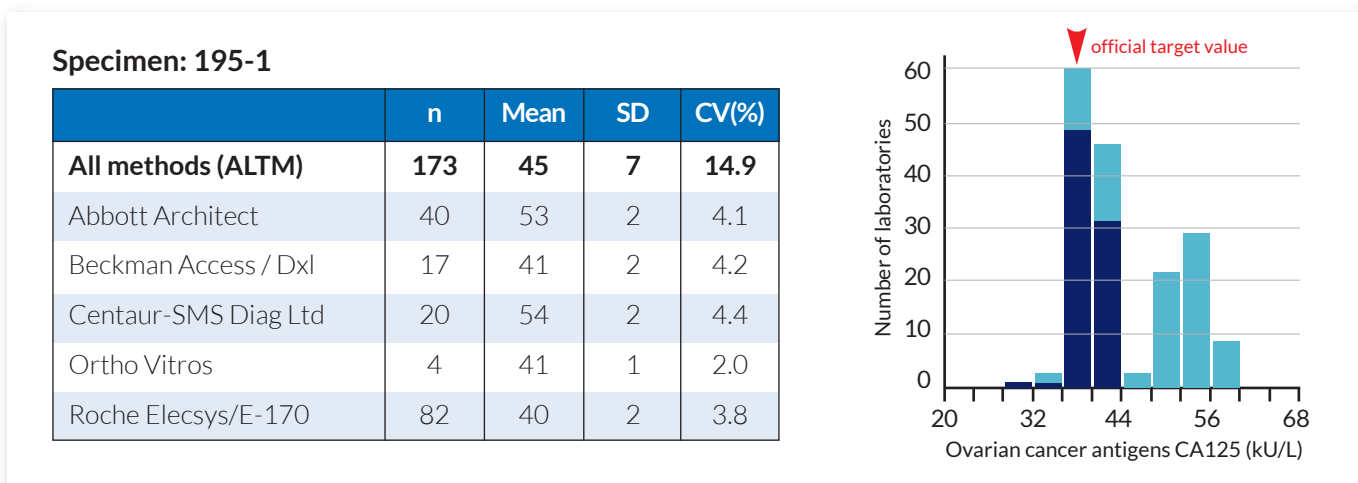 Specimen: 195-1
n Mean SD CV(%)
All methods (ALTM) 173 45 7 14.9
Abbott Architect 40 53 2 4.1
Beckman Access / Dxl 17 41 2 4.2
Centaur-SMS Diag Ltd 20 54 2 4.4
Ortho Vitros 4 41 1 2.0
Roche Elecsys/E-170 82 40 2 3.8
official target value
Number of laboratories
60
50
40
30
20
10
0
20 32 44 56 68
Ovarian cancer antigens CA125 (kU/L)